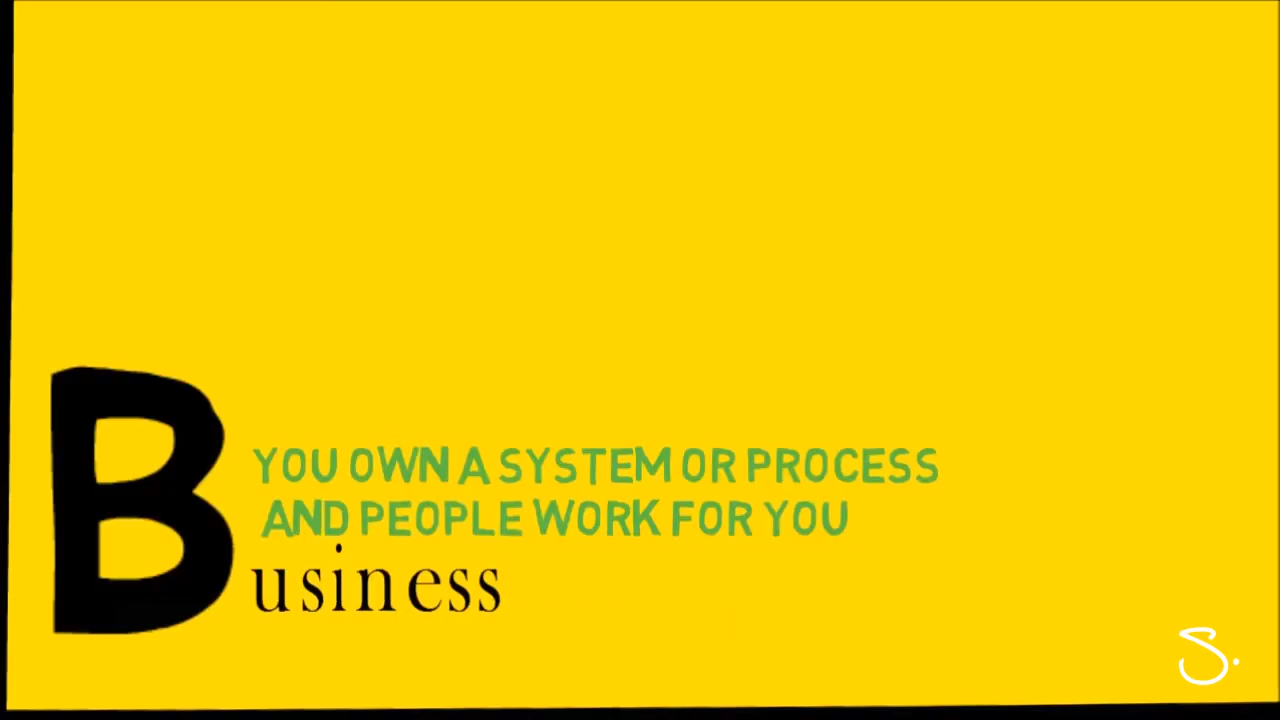 YOU OWN A SYSTEM OR PROCESS
AND PEOPLE WORK FOR YOU
Business
S.